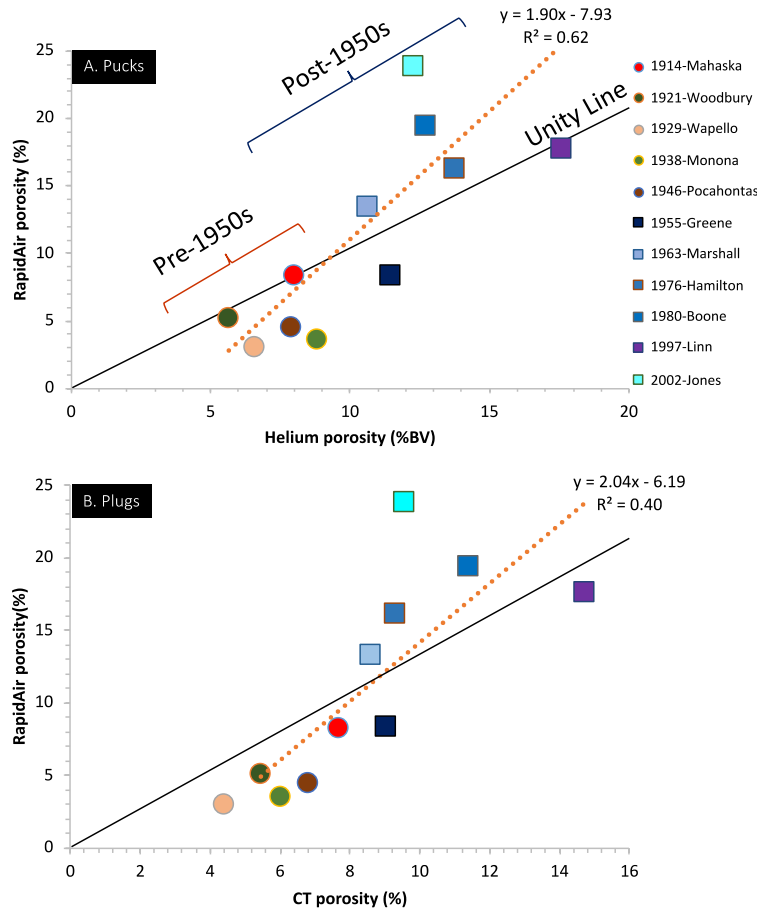 y = 1.90x - 7.93
R² = 0.62
A. Pucks
Post-1950s
Pre-1950s
Unity Line
25
20
15
10
5
0
RapidAir porosity (%)
0
5
10
15
20
Helium porosity (%BV)
1914-Mahaska
1921-Woodbury
1929-Wapello
1938-Monona
1946-Pocahontas
1955-Greene
1963-Marshall
1976-Hamilton
1980-Boone
1997-Linn
2002-Jones
B. Plugs
y = 2.04x - 6.19
R² = 0.40
25
20
15
10
5
0
RapidAir porosity(%)
0
2
4
6
8
10
12
14
16
CT porosity (%)